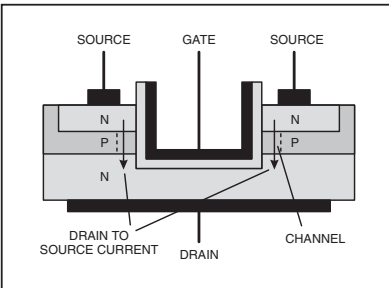 SOURCE GATE SOURCE
N N
P P
N
DRAIN TO
SOURCE CURRENT
DRAIN
CHANNEL